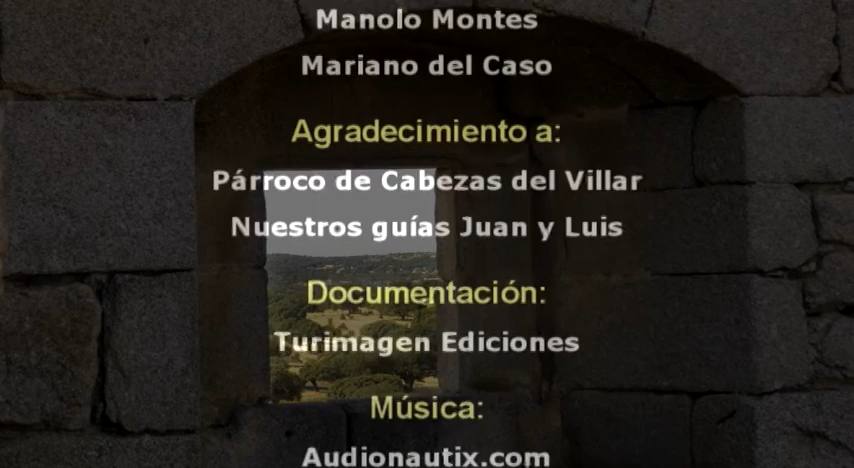 Manolo Montes
Mariano del Caso
Agradecimiento a:
Párroco de Cabezas del Villar
Nuestros guías Juan y Luis
Documentación:
Turimagen Ediciones
Música:
Audionautix.com